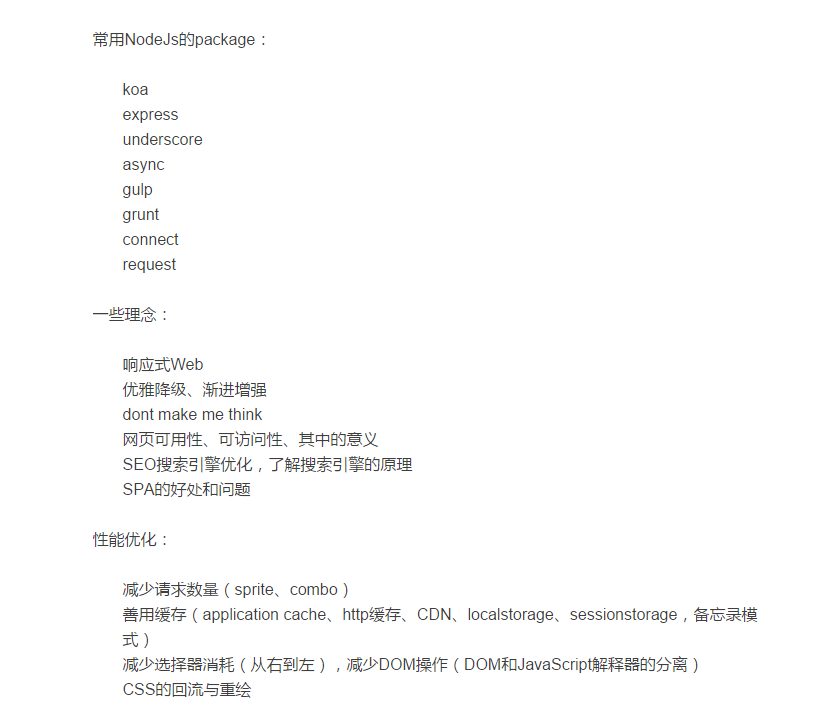 常用NodeJs的package：
koa
express
underscore
async
gulp
grunt
connect
request
一些理念：
响应式Web
优雅降级、渐进增强
dont make me think
网页可用性、可访问性、其中的意义
SEO搜索引擎优化，了解搜索引擎的原理
SPA的好处和问题
性能优化：
减少请求数量（sprite、combo）
善用缓存（application cache、http缓存、CDN、localstorage、sessionstorage，备忘录模
式）
减少选择器消耗（从右到左），减少DOM操作（DOM和JavaScript解释器的分离）
CSS的回流与重绘